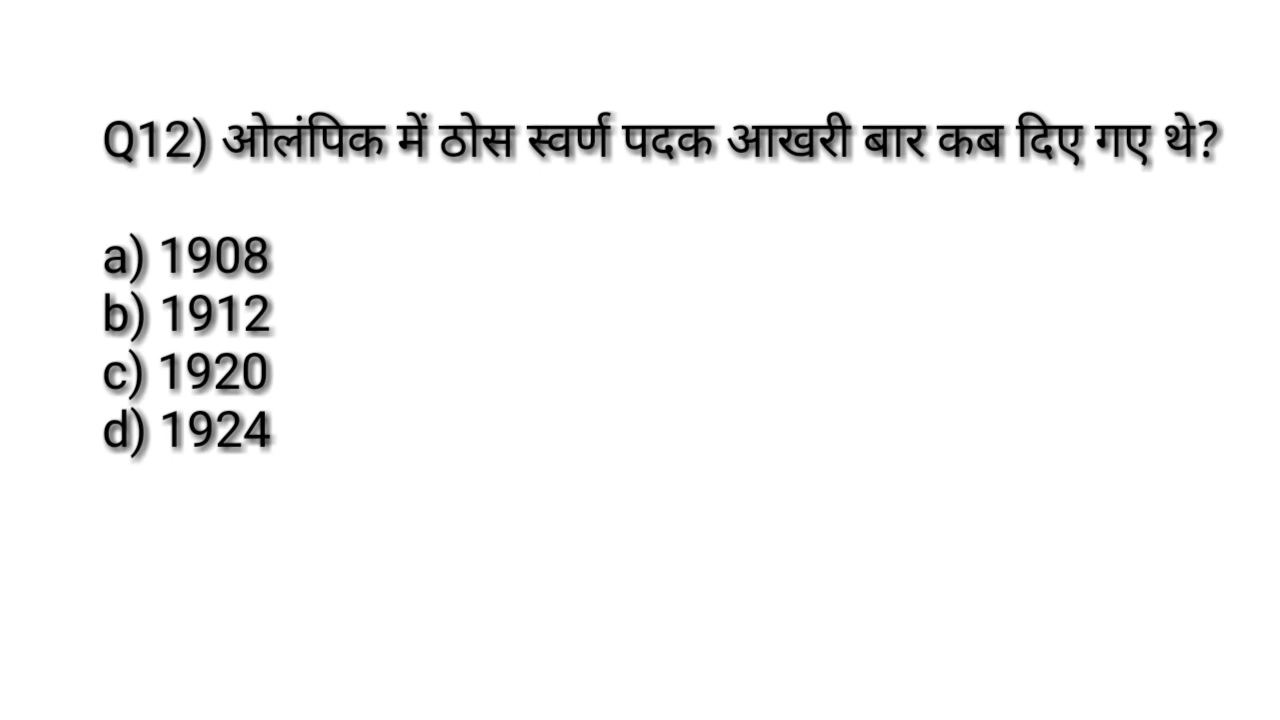 Q12) ओलंपिक में ठोस स्वर्ण पदक आखरी बार कब दिए गए थे?
a) 1908
b) 1912
c) 1920
d) 1924